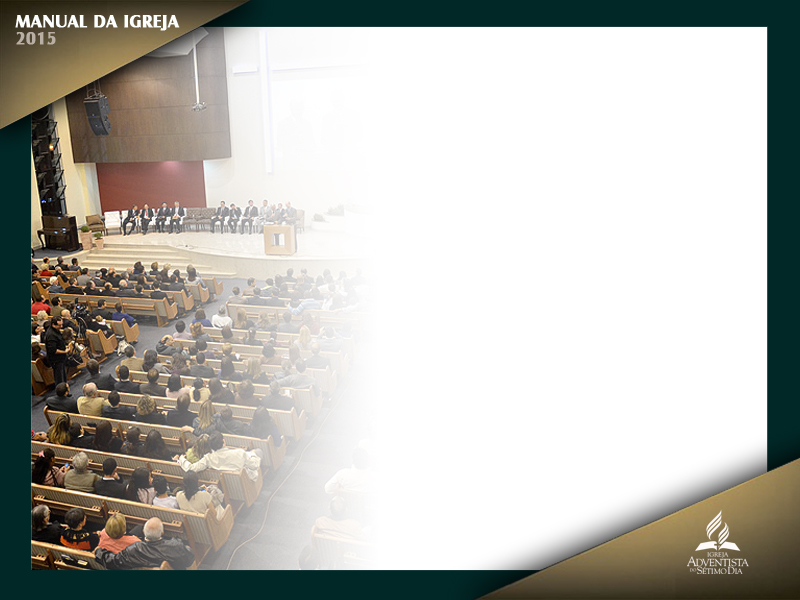 MANUAL DA IGREJA
2015
IGREJA
ADVENTISTA
DO SÉTIMO DIA